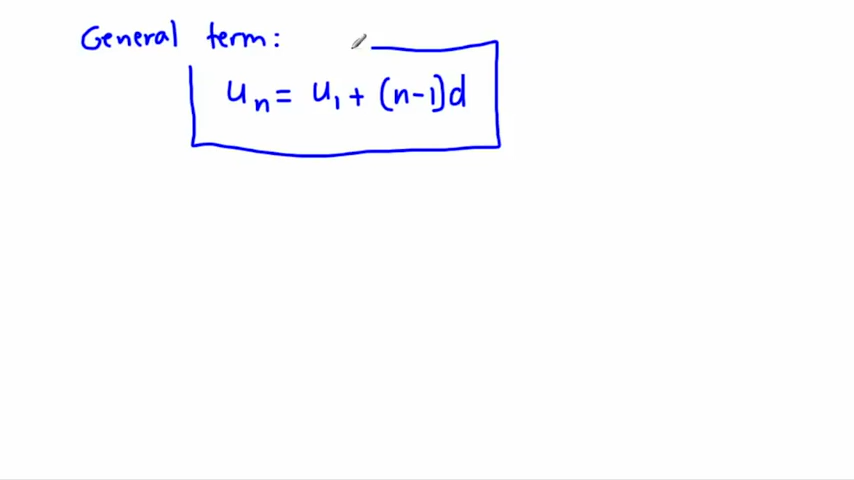 General term:
uₙ = u₁ + (n-1)d